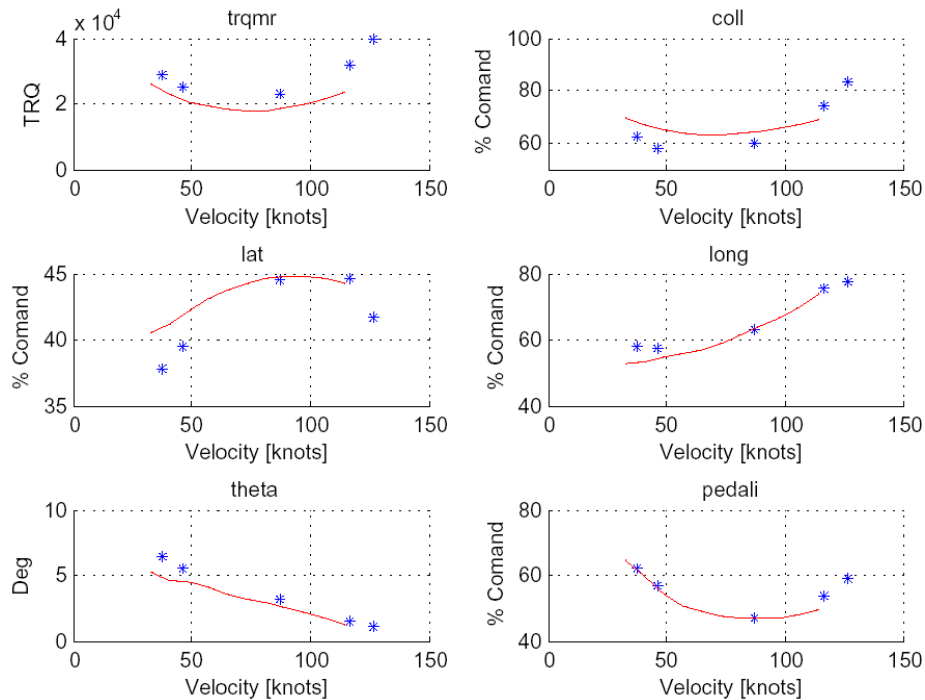 x 10^4
trqmr
coll
4
2
0
TRQ
0 50 100 150
Velocity [knots]
100
80
60
% Comand
0 50 100 150
Velocity [knots]
lat
long
45
40
35
% Comand
0 50 100 150
Velocity [knots]
80
60
40
% Comand
0 50 100 150
Velocity [knots]
theta
pedali
10
5
0
Deg
0 50 100 150
Velocity [knots]
80
60
40
% Comand
0 50 100 150
Velocity [knots]